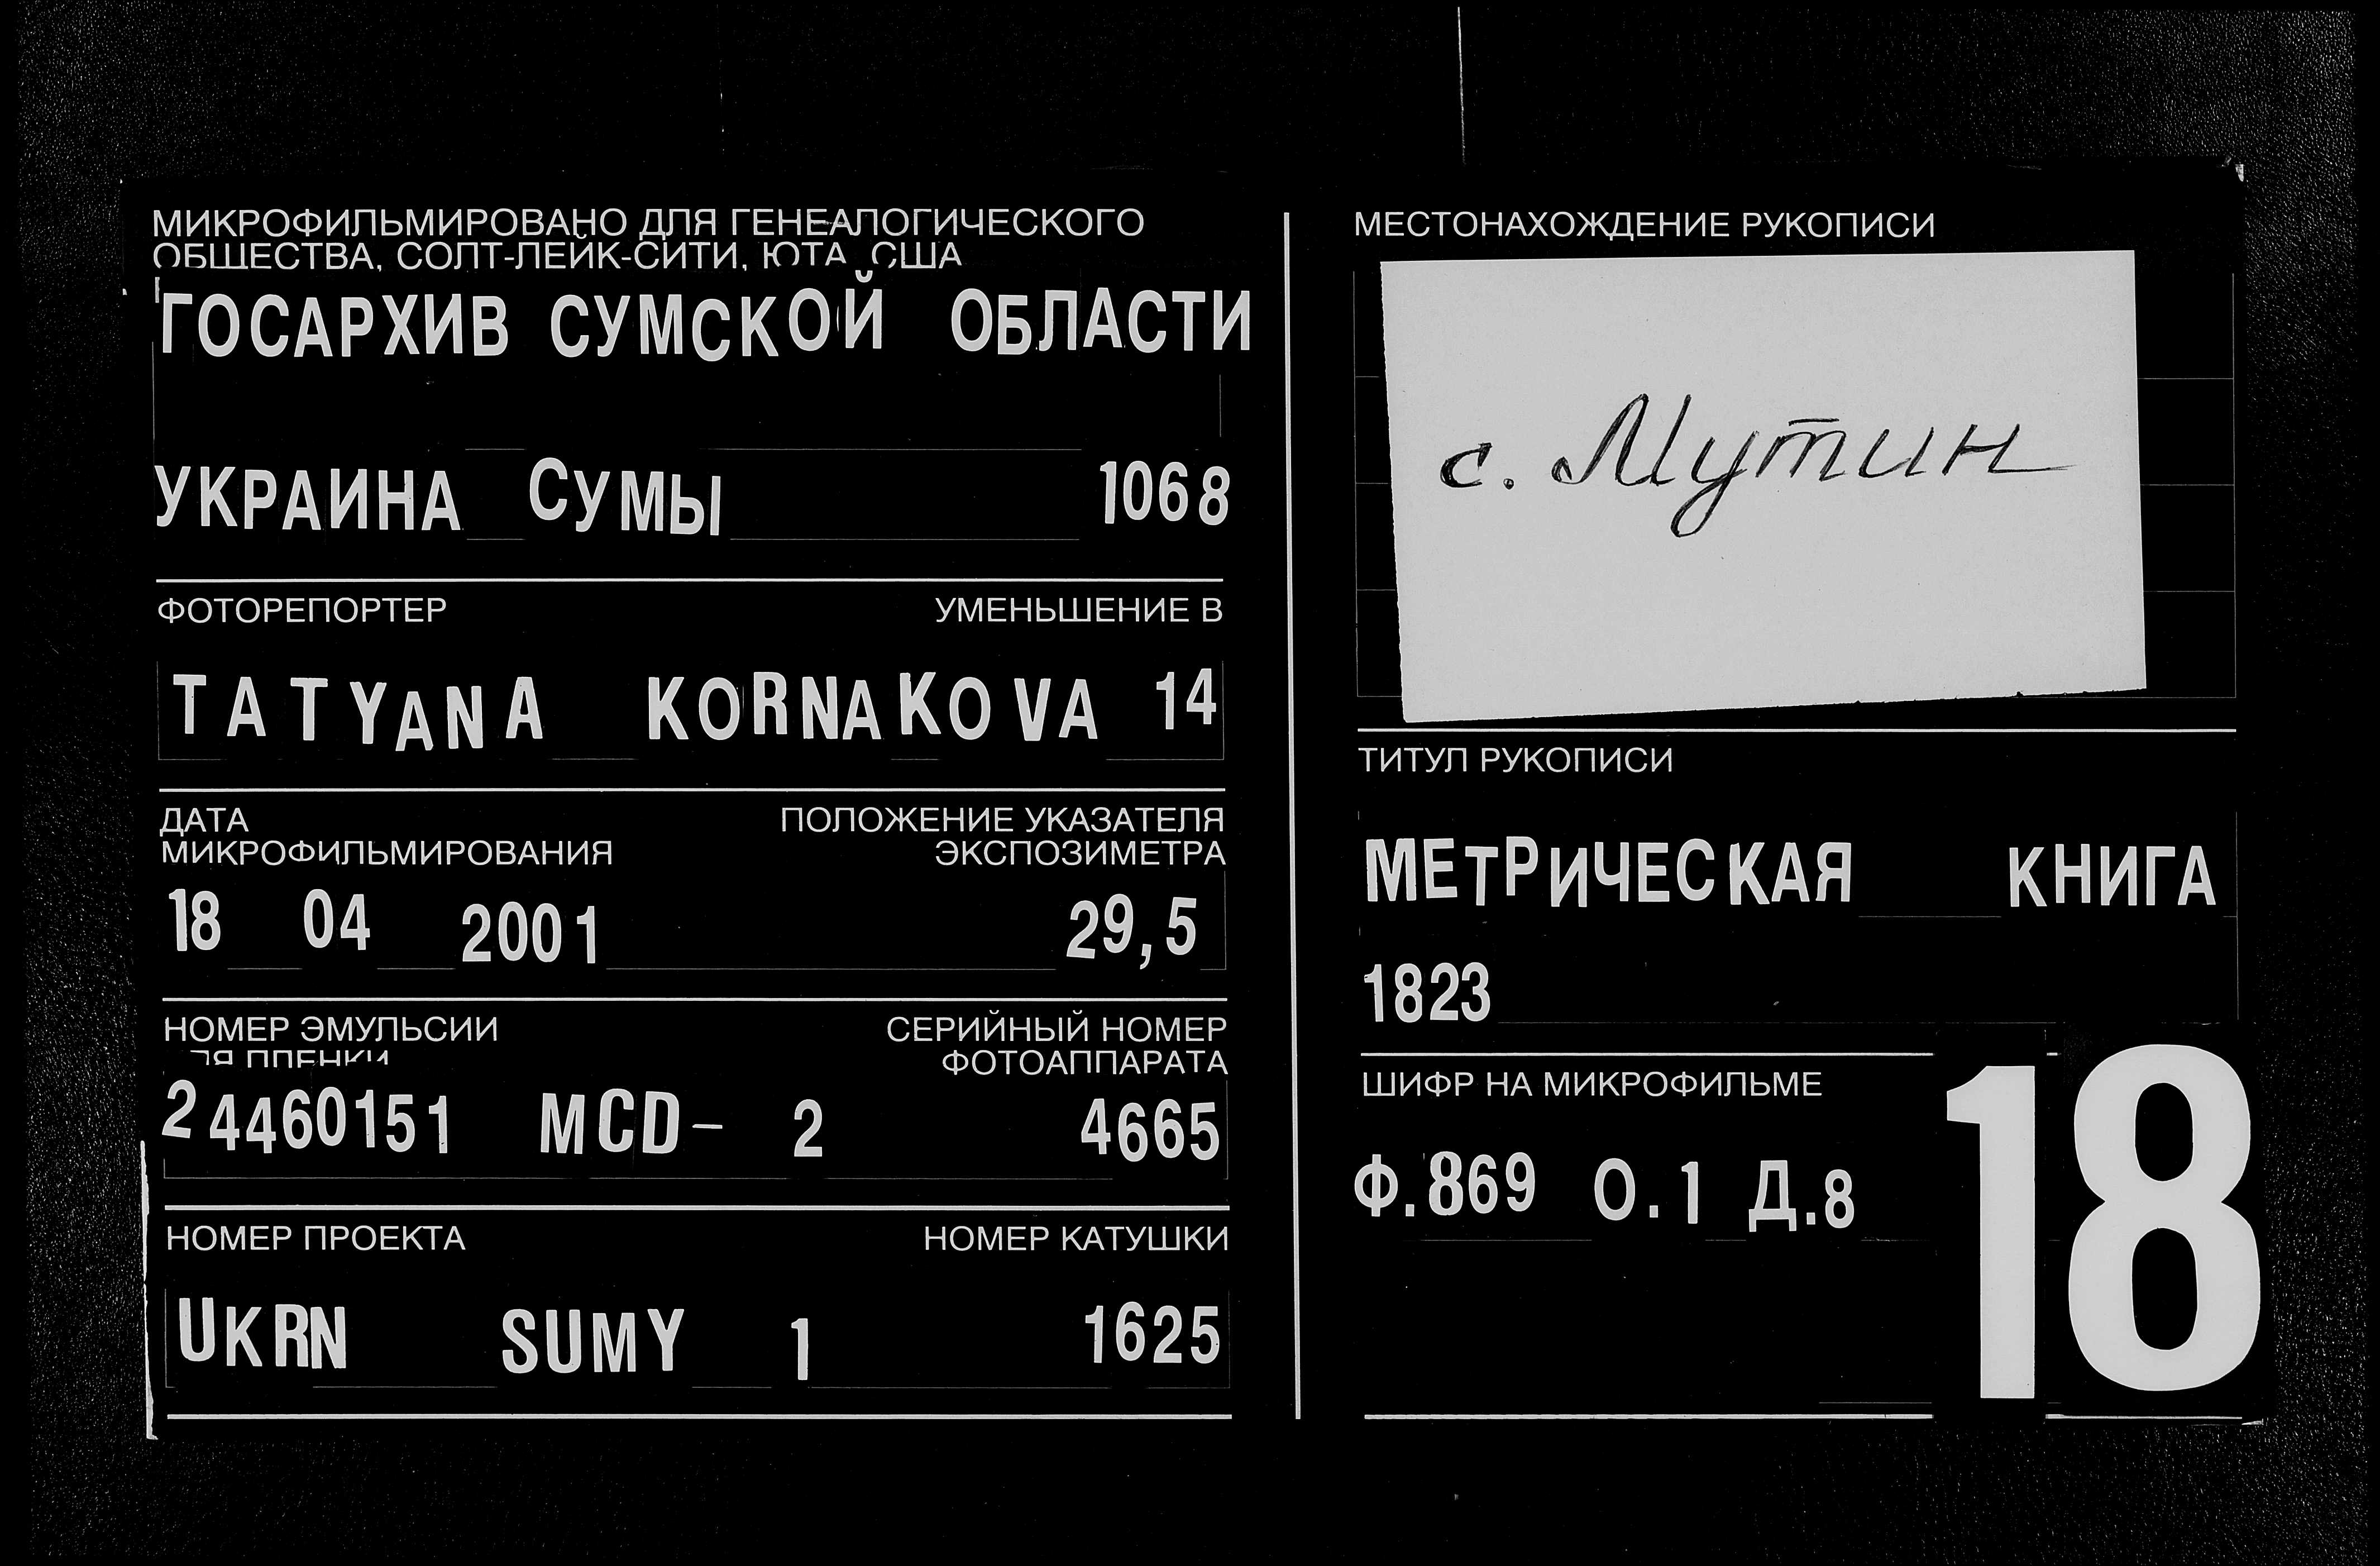 МИКРОФИЛЬМИРОВАНО ДЛЯ ГЕНЕАЛОГИЧЕСКОГО
ОБЩЕСТВА, СОЛТ-ЛЕЙК-СИТИ, ЮТА, США
ГОСАРХИВ СУМСКОЙ ОБЛАСТИ
УКРАИНА СУМЫ 1068
ФОТОРЕПОРТЕР УМЕНЬШЕНИЕ В
TATYANA KORNAKOVA 14
ДАТА ПОЛОЖЕНИЕ УКАЗАТЕЛЯ
МИКРОФИЛЬМИРОВАНИЯ ЭКСПОЗИМЕТРА
18 04 2001 29,5
НОМЕР ЭМУЛЬСИИ СЕРИЙНЫЙ НОМЕР
ДЛЯ ПЛЕНКИ ФОТОАППАРАТА
24460151 MCD- 2 4665
НОМЕР ПРОЕКТА НОМЕР КАТУШКИ
UKRN SUMY 1 1625
МЕСТОНАХОЖДЕНИЕ РУКОПИСИ
с. Мутин
ТИТУЛ РУКОПИСИ
МЕТРИЧЕСКАЯ КНИГА
1823
ШИФР НА МИКРОФИЛЬМЕ
Ф.869 О.1 Д.8
18